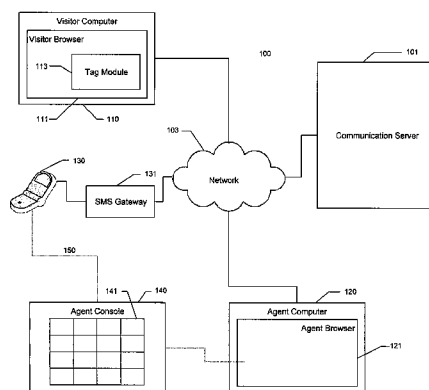 Visitor Computer
Visitor Browser
113
Tag Module
111
110
100
101
Communication Server
103
Network
130
131
SMS Gateway
150
141
140
Agent Console
120
Agent Computer
Agent Browser
121